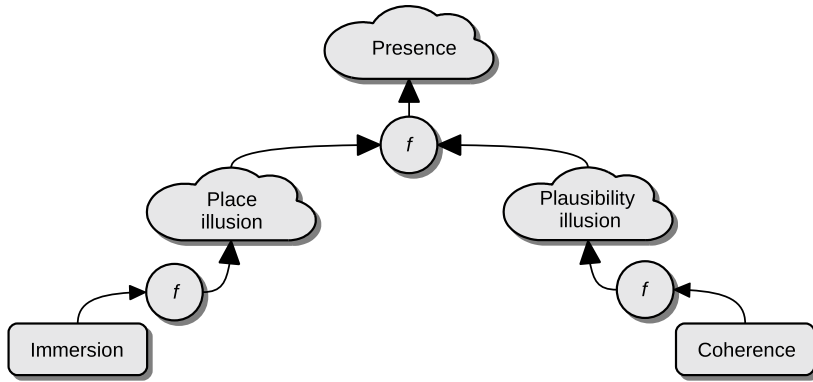 Presence
f
Place
illusion
Plausibility
illusion
f
f
Immersion
Coherence